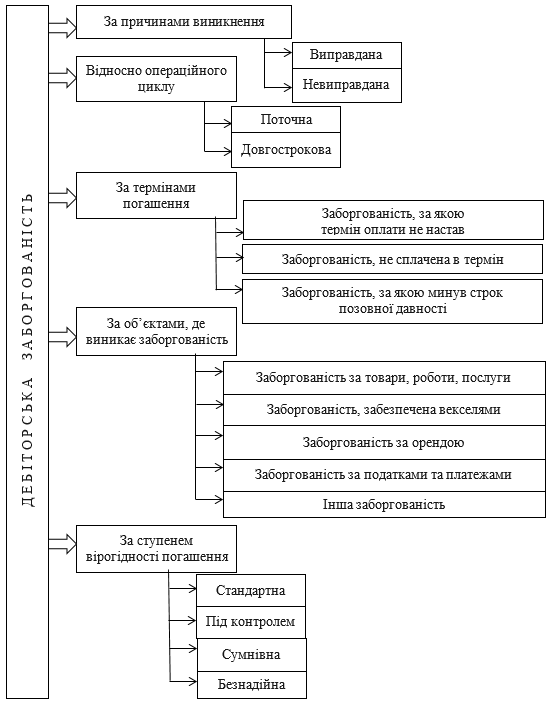 ДЕБІТОРСЬКА ЗАБОРГОВАНІСТЬ
За причинами виникнення
Виправдана
Невиправдана
Відносно операційного
циклу
Поточна
Довгострокова
За термінами
погашення
Заборгованість, за якою
термін оплати не настав
Заборгованість, не сплачена в термін
Заборгованість, за якою минув строк
позовної давності
За об’єктами, де
виникає заборгованість
Заборгованість за товари, роботи, послуги
Заборгованість, забезпечена векселями
Заборгованість за орендою
Заборгованість за податками та платежами
Інша заборгованість
За ступенем
вірогідності погашення
Стандартна
Під контролем
Сумнівна
Безнадійна